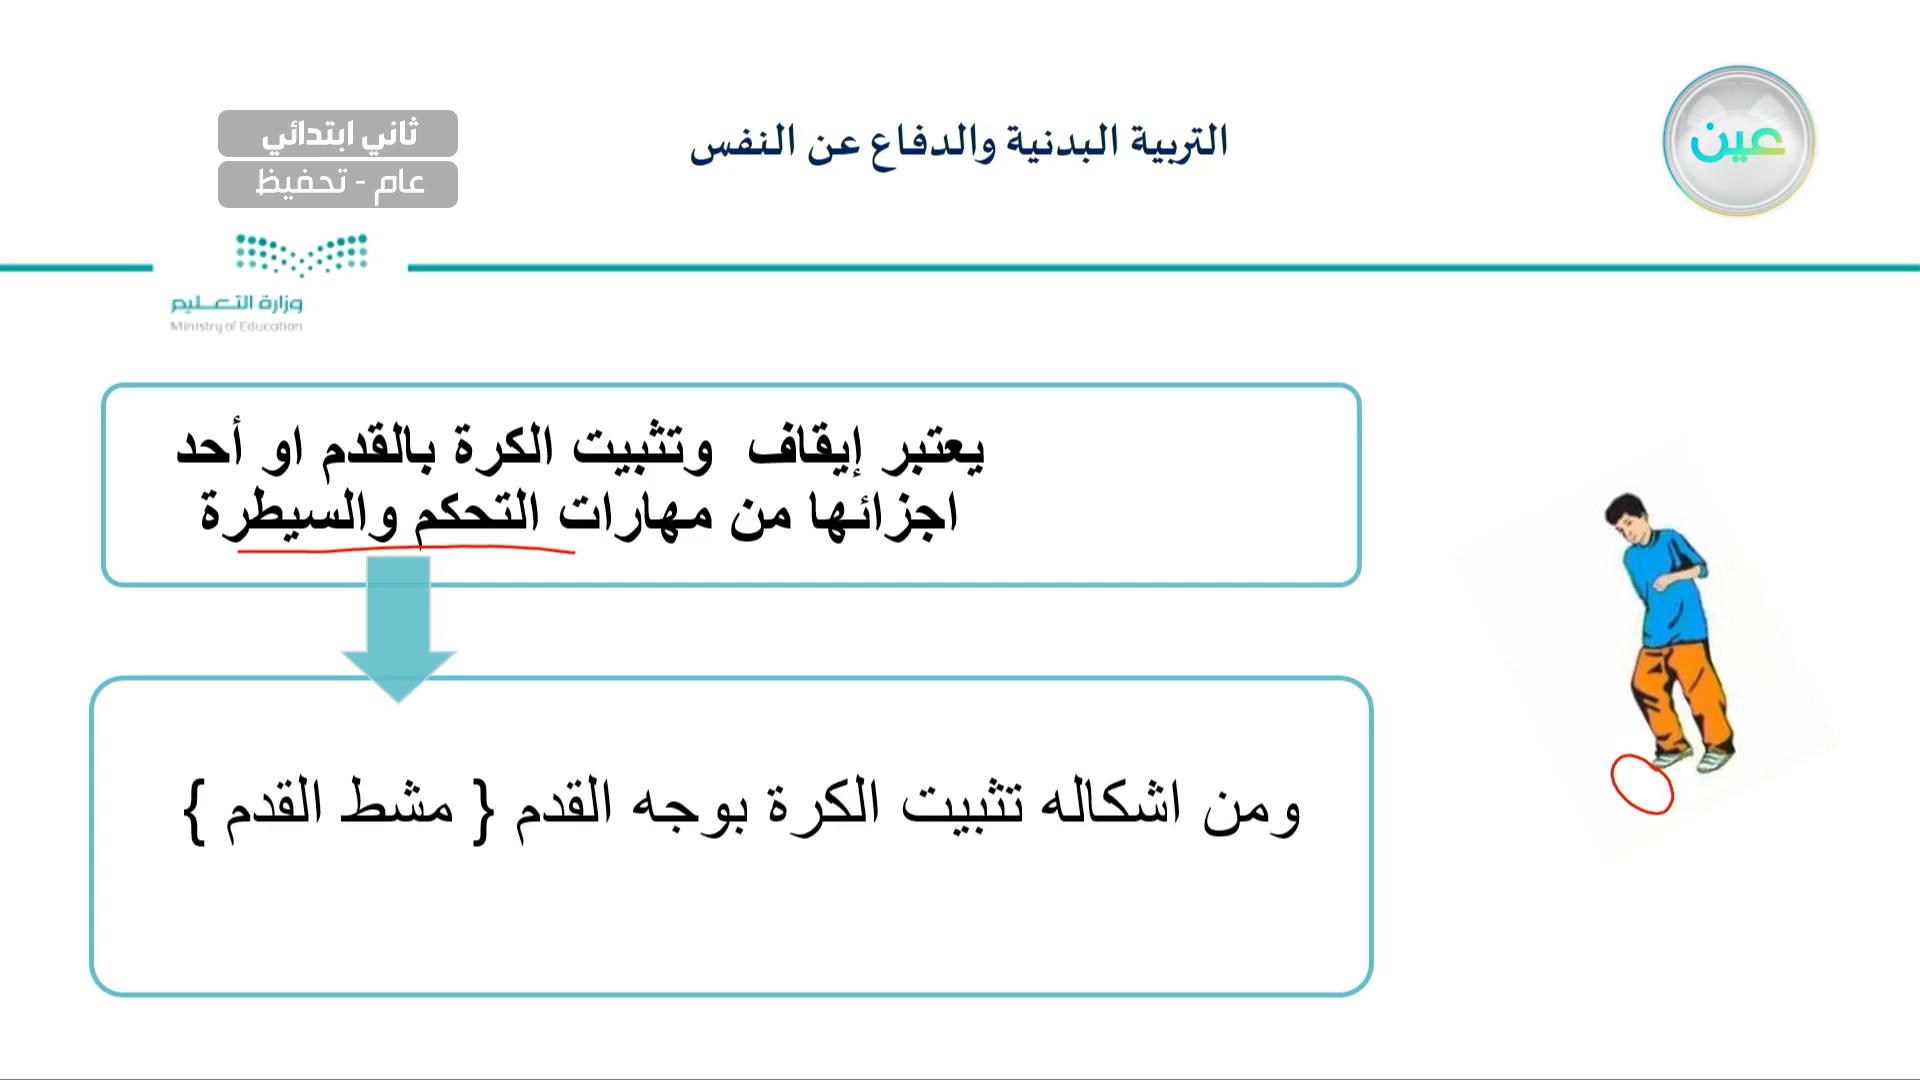 عين
التربية البدنية والدفاع عن النفس
ثاني ابتدائي
عام - تحفيظ
وزارة التعـــليم
Ministry of Education
يعتبر إيقاف وتثبيت الكرة بالقدم او أحد
اجزائها من مهارات التحكم والسيطرة
ومن اشكاله تثبيت الكرة بوجه القدم { مشط القدم }